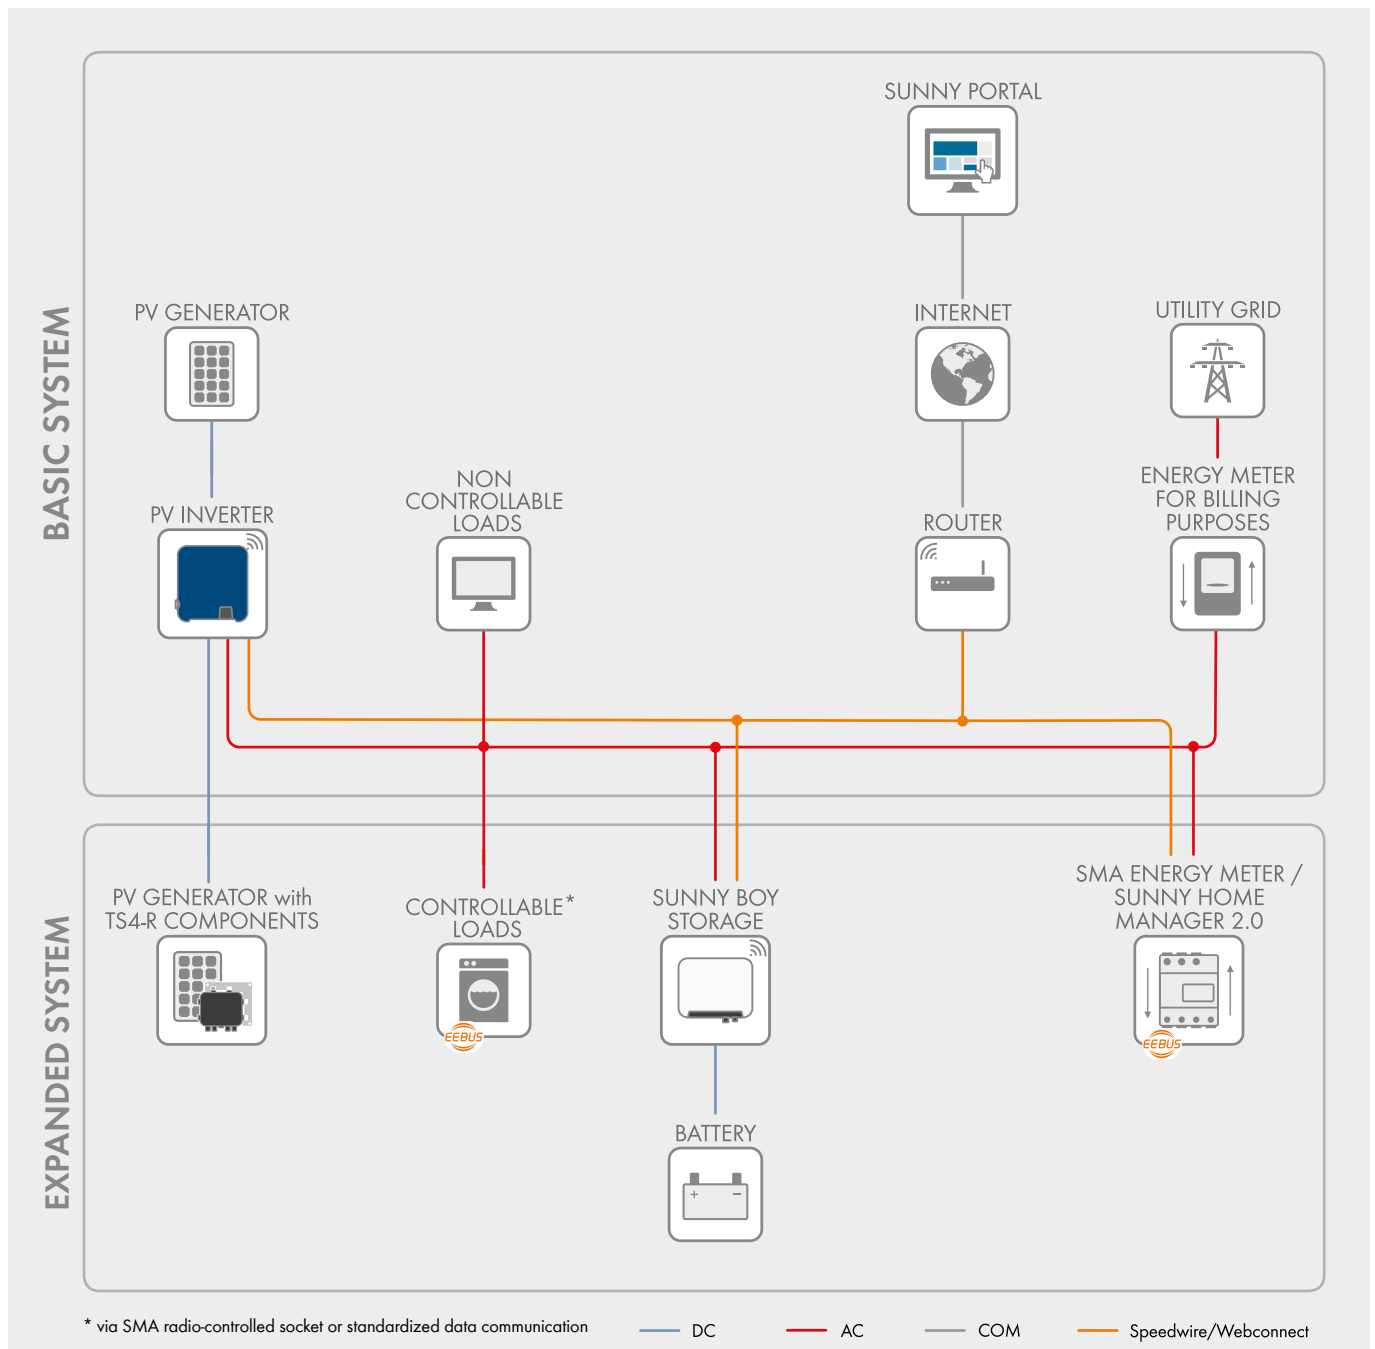 SUNNY PORTAL
BASIC SYSTEM
PV GENERATOR
INTERNET
UTILITY GRID
NON
CONTROLLABLE
LOADS
ENERGY METER
FOR BILLING
PURPOSES
PV INVERTER
ROUTER
EXPANDED SYSTEM
PV GENERATOR with
TS4-R COMPONENTS
CONTROLLABLE*
LOADS
EEBUS
SUNNY BOY
STORAGE
SMA ENERGY METER /
SUNNY HOME
MANAGER 2.0
EEBUS
BATTERY
+ −
* via SMA radio-controlled socket or standardized data communication
DC
AC
COM
Speedwire/Webconnect